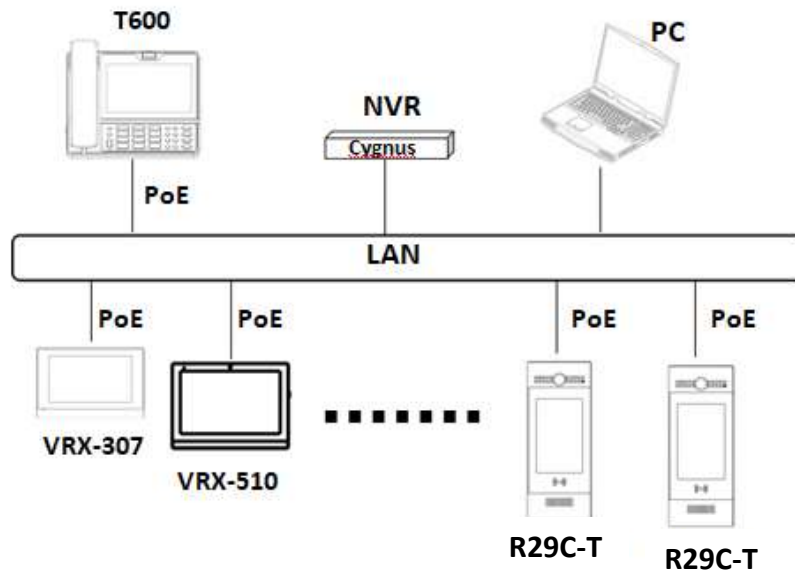 T600
PC
NVR
Cygnus
PoE
LAN
PoE
PoE
PoE
PoE
VRX-307
VRX-510
R29C-T
R29C-T